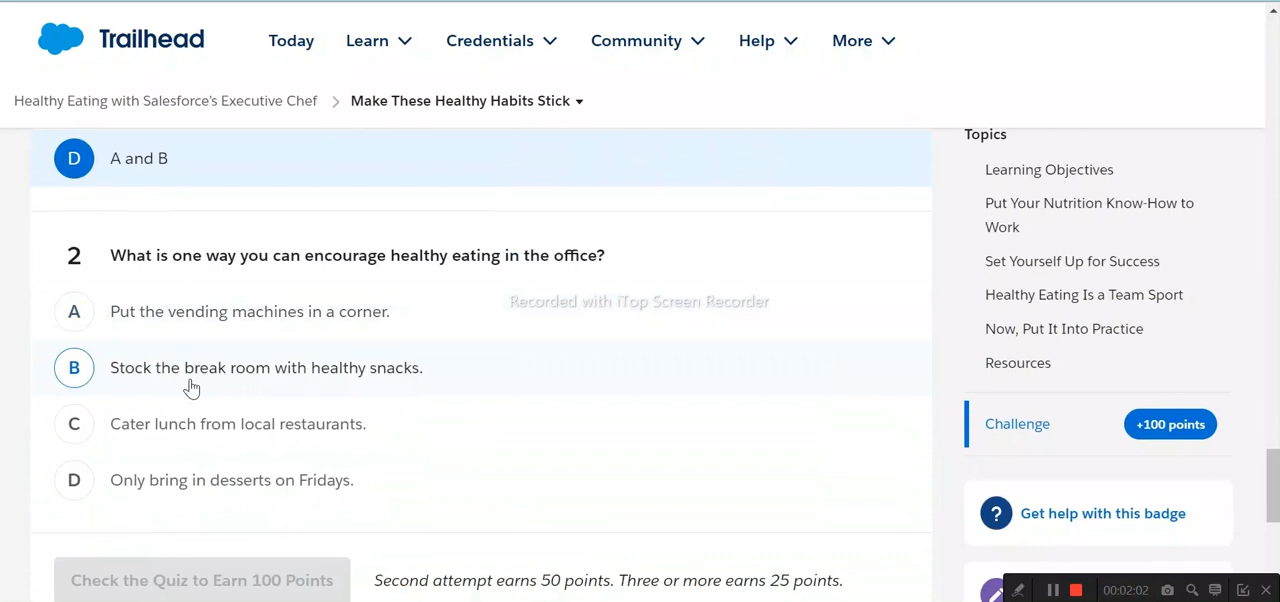 Trailhead
Today Learn Credentials Community Help More
Healthy Eating with Salesforce's Executive Chef > Make These Healthy Habits Stick
D A and B
2 What is one way you can encourage healthy eating in the office?
A Put the vending machines in a corner.
Recorded with iTop Screen Recorder
B Stock the break room with healthy snacks.
C Cater lunch from local restaurants.
D Only bring in desserts on Fridays.
Check the Quiz to Earn 100 Points Second attempt earns 50 points. Three or more earns 25 points.
Topics
Learning Objectives
Put Your Nutrition Know-How to
Work
Set Yourself Up for Success
Healthy Eating Is a Team Sport
Now, Put It Into Practice
Resources
Challenge +100 points
? Get help with this badge
00:02:02